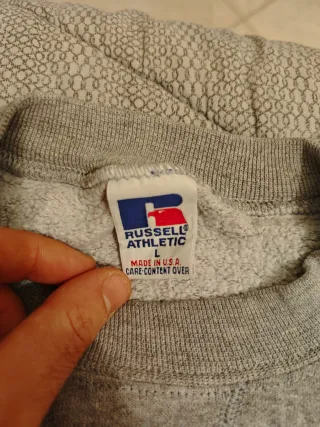 RUSSELL®
ATHLETIC
L
MADE IN U.S.A.
CARE-CONTENT OVER